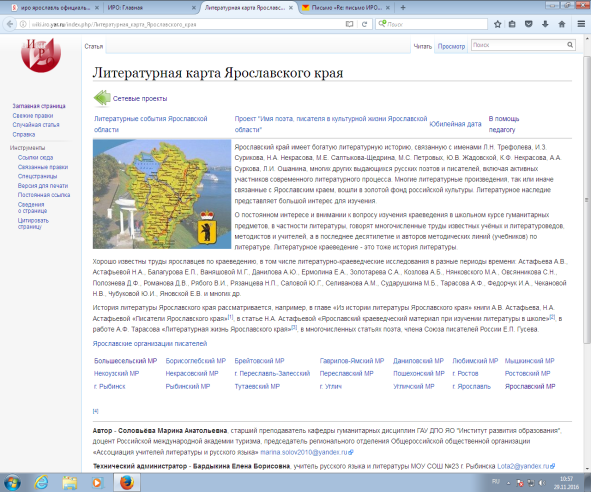 иро ярославль официаль...
ИРО: Главная
Литературная карта Ярославс...
Письмо «Re: письмо ИРО...
wiki.iro.yar.ru/index.php/Литературная_карта_Ярославского_края
Поиск
Статья
Читать
Просмотр
Поиск
Литературная карта Ярославского края
Сетевые проекты
Заглавная страница
Свежие правки
Случайная статья
Справка
Инструменты
Ссылки сюда
Связанные правки
Спецстраницы
Версия для печати
Постоянная ссылка
Сведения
о странице
Цитировать
страницу
Литературные события Ярославской
области
Проект "Имя поэта, писателя в культурной жизни Ярославской
области"
Юбилейная дата
В помощь
педагогу
Ярославский край имеет богатую литературную историю, связанную с именами Л.Н. Трефолева, И.З.
Сурикова, Н.А. Некрасова, М.Е. Салтыкова-Щедрина, М.С. Петровых, Ю.В. Жадовской, К.Ф. Некрасова, А.А.
Суркова, Л.И. Ошанина, многих других выдающихся русских поэтов и писателей, включая активных
участников современного литературного процесса. Многие литературные произведения, так или иначе
связанные с Ярославским краем, вошли в золотой фонд российской культуры. Литературное наследие
представляет большой интерес для изучения.
О постоянном интересе и внимании к вопросу изучения краеведения в школьном курсе гуманитарных
предметов, в частности литературы, говорят многочисленные труды известных учёных и литературоведов,
методистов и учителей, а в последнее десятилетие и авторов методических линий (учебников) по
литературе. Литературное краеведение - это тоже история литературы.
Хорошо известны труды ярославцев по краеведению, в том числе литературно-краеведческие исследования в разные периоды времени: Астафьева А.В.,
Астафьевой Н.А., Балагурова Е.П., Ваняшовой М.Г., Данилова А.Ю., Ермолина Е.А., Золотарева С.А., Козлова А.Б., Нянковского М.А., Овсянникова С.Н.,
Полознева Д.Ф., Романова Д.В., Рябого В.И., Рязанцева Н.П., Саловой Ю.Г., Селиванова А.М., Сударушкина М.Б., Тарасова А.Ф., Федорчук И.А., Чекановой
Н.В., Чубуковой Ю.И., Яновской Е.В. и многих др.
История литературы Ярославского края рассматривается, например, в главе «Из истории литературы Ярославского края» книги А.В. Астафьева, Н.А.
Астафьевой «Писатели Ярославского края»[1], в статье Н.А. Астафьевой «Ярославский краеведческий материал при изучении литературы в школе»[2], в
работе А.Ф. Тарасова «Литературная жизнь Ярославского края»[3], в многочисленных статьях поэта, члена Союза писателей России Е.П. Гусева.
Ярославские организации писателей
Большесельский МР Борисоглебский МР Брейтовский МР Гаврилов-Ямский МР Даниловский МР Любимский МР Мышкинский МР
Некоузский МР Некрасовский МР г. Переславль-Залесский Переславский МР Пошехонский МР г. Ростов Ростовский МР
г. Рыбинск Рыбинский МР Тутаевский МР г. Углич Угличский МР г. Ярославль Ярославский МР
[4]
Автор - Соловьёва Марина Анатольевна, старший преподаватель кафедры гуманитарных дисциплин ГАУ ДПО ЯО "Институт развития образования",
доцент Российской международной академии туризма, председатель регионального отделения Общероссийской общественной организации
«Ассоциация учителей литературы и русского языка» marina.solov2010@yandex.ru
Технический администратор - Бардыкина Елена Борисовна, учитель русского языка и литературы МОУ СОШ №23 г. Рыбинска Lota2@yandex.ru
RU
10:57
29.11.2016